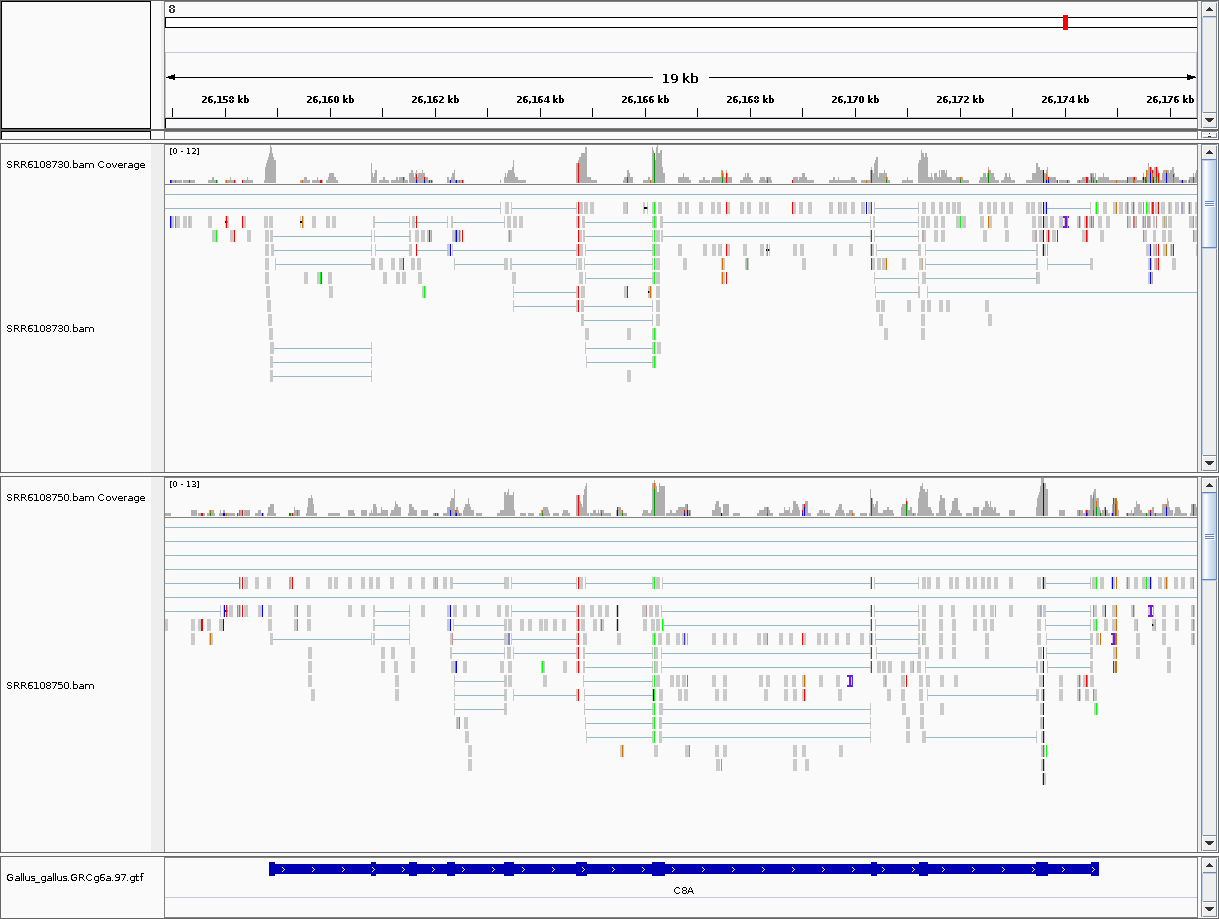 8
19 kb
26,158 kb 26,160 kb 26,162 kb 26,164 kb 26,166 kb 26,168 kb 26,170 kb 26,172 kb 26,174 kb 26,176 kb
SRR6108730.bam Coverage
[0 - 12]
SRR6108730.bam
SRR6108750.bam Coverage
[0 - 13]
SRR6108750.bam
Gallus_gallus.GRCg6a.97.gtf
C8A